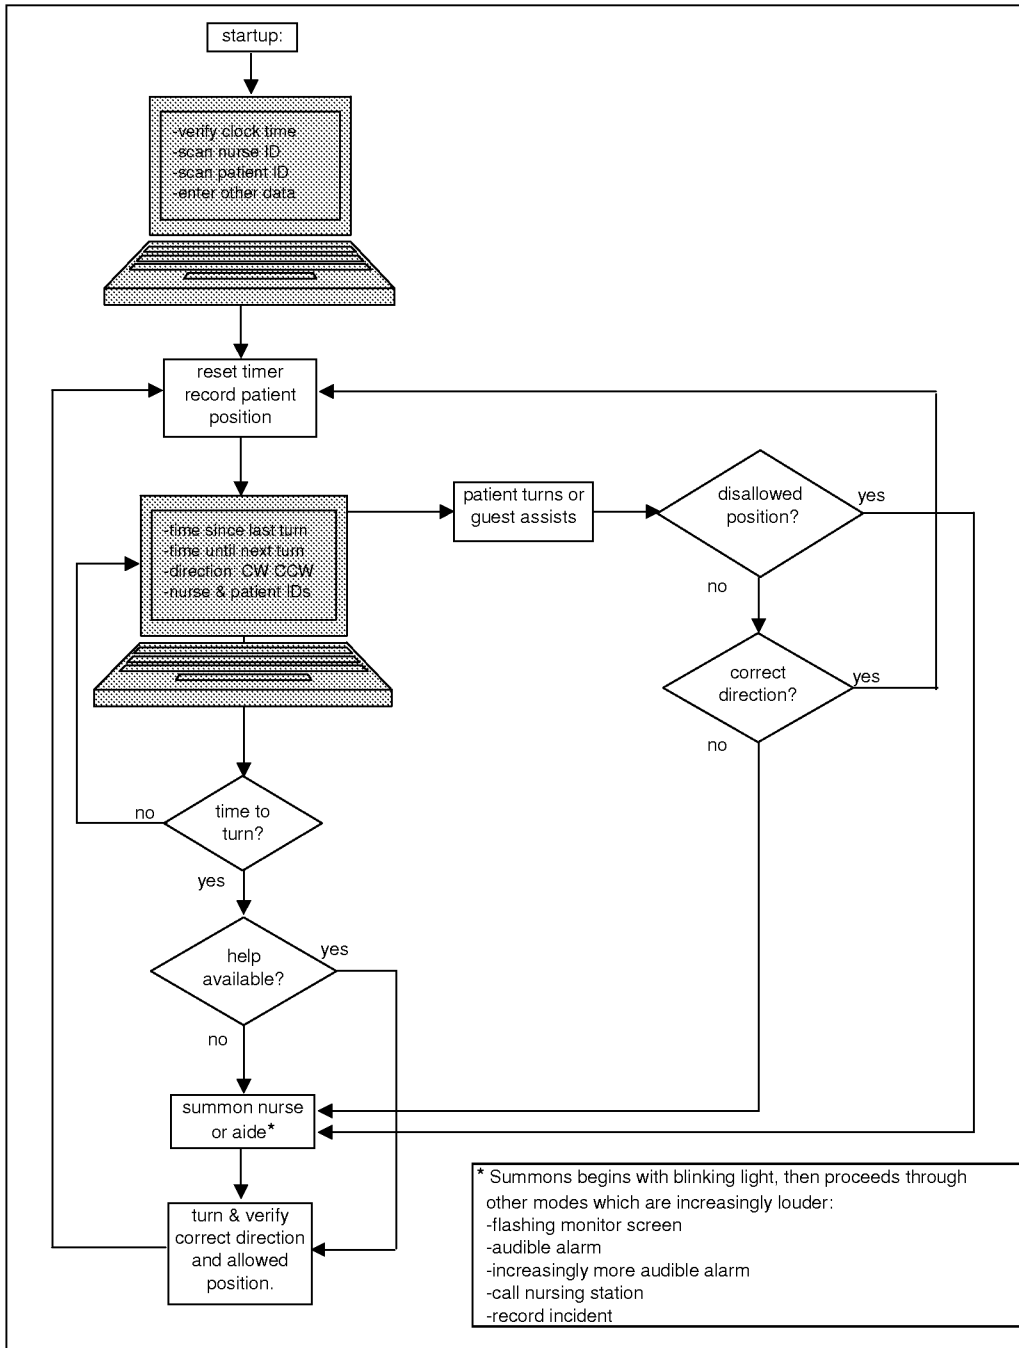 startup:
-verify clock time
-scan nurse ID
-scan patient ID
-enter other data
reset timer
record patient
position
-time since last turn
-time until next turn
-direction: CW CCW
-nurse & patient IDs
patient turns or
guest assists
disallowed
position?
yes
no
correct
direction?
yes
no
time to
turn?
no
yes
help
available?
yes
no
summon nurse
or aide*
turn & verify
correct direction
and allowed
position.
* Summons begins with blinking light, then proceeds through
other modes which are increasingly louder:
-flashing monitor screen
-audible alarm
-increasingly more audible alarm
-call nursing station
-record incident